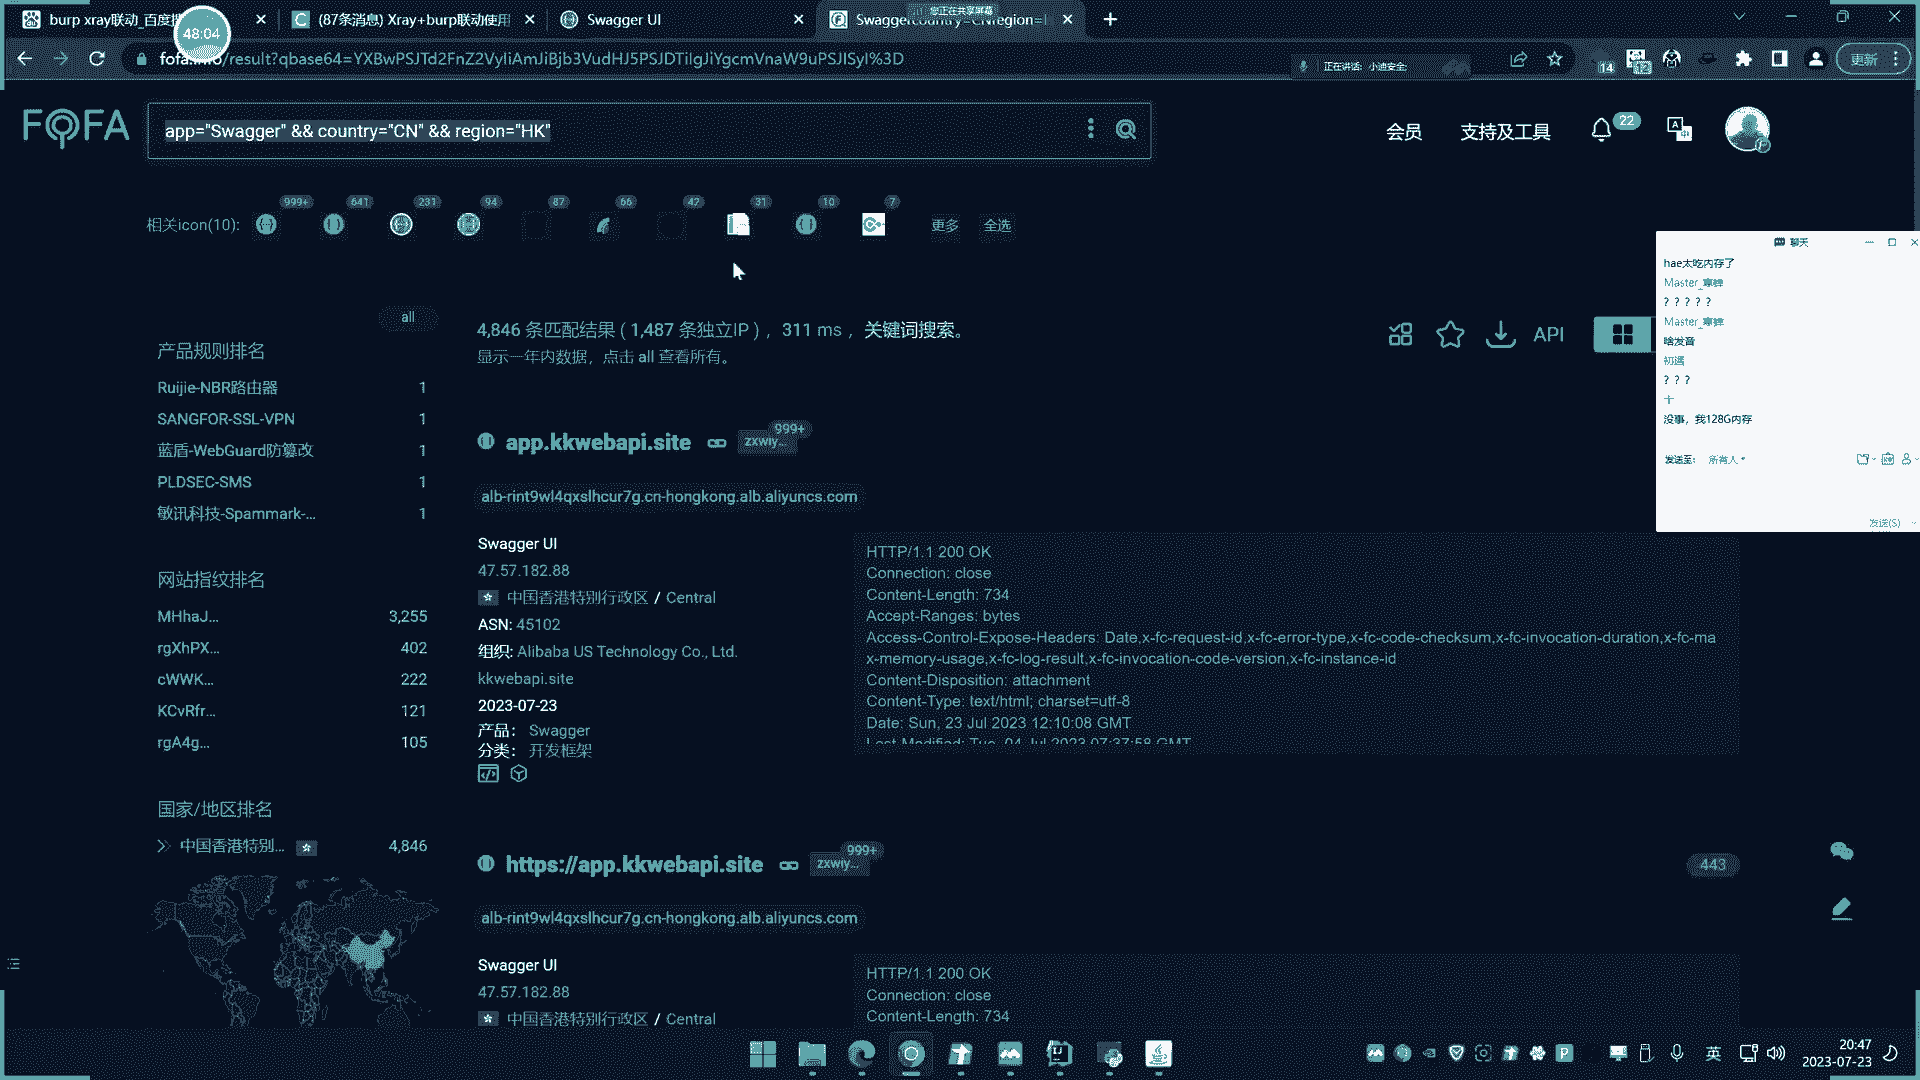 burp xray联动_百度搜
(87条消息) Xray+burp联动使用
Swagger UI
您正在共享屏幕
48:04
/result?qbase64=YXBwPSJTd2FnZ2VyIiAmJiBjb3VudHJ5PSJDTiIgJiYgcmVnaW9uPSJISyI%3D
正在讲话: 小迪安全;
14
12
更新
FOFA
app="Swagger" && country="CN" && region="HK"
会员
支持及工具
22
相关icon(10):
999+
641
231
94
87
66
42
31
10
7
更多
全选
聊天
hae太吃内存了
? ? ? ? ?
啥发音
初遇
? ? ?
十
没事，我128G内存
发送至:
所有人
发送(S)
all
产品规则排名
Ruijie-NBR路由器 1
SANGFOR-SSL-VPN 1
蓝盾-WebGuard防篡改 1
PLDSEC-SMS 1
敏讯科技-Spammark-... 1
网站指纹排名
MHhaJ... 3,255
rgXhPX... 402
cWWK... 222
KCvRfr... 121
rgA4g... 105
国家/地区排名
中国香港特别... 4,846
4,846 条匹配结果 ( 1,487 条独立IP ) ，311 ms ，关键词搜索。
显示一年内数据，点击 all 查看所有。
API
app.kkwebapi.site
zxwiy...
999+
alb-rint9wl4qxslhcur7g.cn-hongkong.alb.aliyuncs.com
Swagger UI
47.57.182.88
中国香港特别行政区 / Central
ASN: 45102
组织: Alibaba US Technology Co., Ltd.
kkwebapi.site
2023-07-23
产品： Swagger
分类： 开发框架
HTTP/1.1 200 OK
Connection: close
Content-Length: 734
Accept-Ranges: bytes
Access-Control-Expose-Headers: Date,x-fc-request-id,x-fc-error-type,x-fc-code-checksum,x-fc-invocation-duration,x-fc-ma
x-memory-usage,x-fc-log-result,x-fc-invocation-code-version,x-fc-instance-id
Content-Disposition: attachment
Content-Type: text/html; charset=utf-8
Date: Sun, 23 Jul 2023 12:10:08 GMT
Last-Modified: Tue, 04 Jul 2023 07:37:58 GMT
https://app.kkwebapi.site
zxwiy...
999+
443
alb-rint9wl4qxslhcur7g.cn-hongkong.alb.aliyuncs.com
Swagger UI
47.57.182.88
中国香港特别行政区 / Central
HTTP/1.1 200 OK
Connection: close
Content-Length: 734
英
20:47
2023-07-23